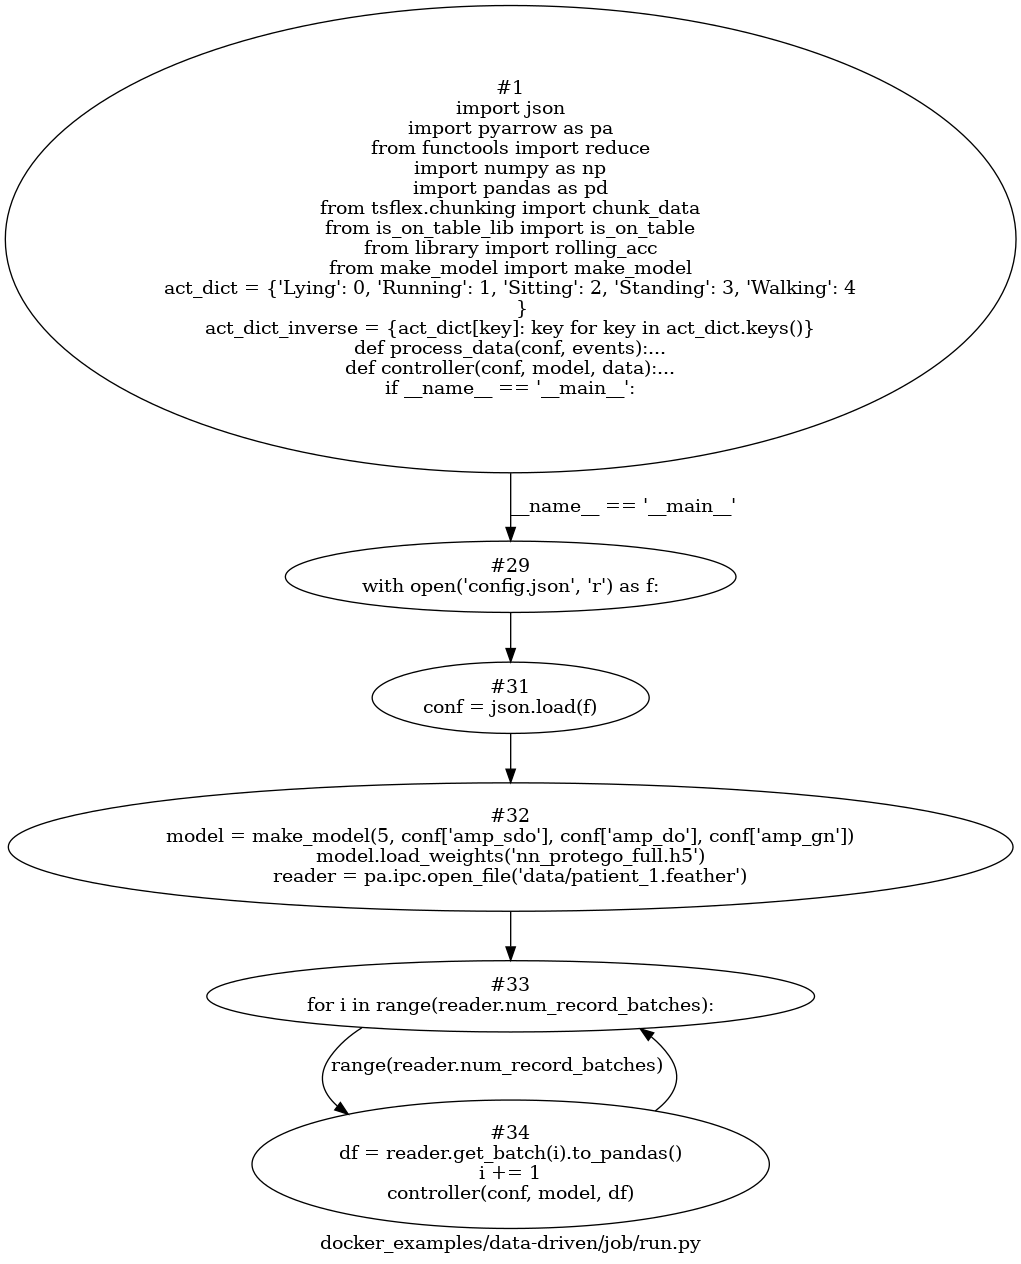 #1
import json
import pyarrow as pa
from functools import reduce
import numpy as np
import pandas as pd
from tsflex.chunking import chunk_data
from is_on_table_lib import is_on_table
from library import rolling_acc
from make_model import make_model
act_dict = {'Lying': 0, 'Running': 1, 'Sitting': 2, 'Standing': 3, 'Walking': 4
}
act_dict_inverse = {act_dict[key]: key for key in act_dict.keys()}
def process_data(conf, events):...
def controller(conf, model, data):...
if __name__ == '__main__':
__name__ == '__main__'
#29
with open('config.json', 'r') as f:
#31
conf = json.load(f)
#32
model = make_model(5, conf['amp_sdo'], conf['amp_do'], conf['amp_gn'])
model.load_weights('nn_protego_full.h5')
reader = pa.ipc.open_file('data/patient_1.feather')
#33
for i in range(reader.num_record_batches):
range(reader.num_record_batches)
#34
df = reader.get_batch(i).to_pandas()
i += 1
controller(conf, model, df)
docker_examples/data-driven/job/run.py